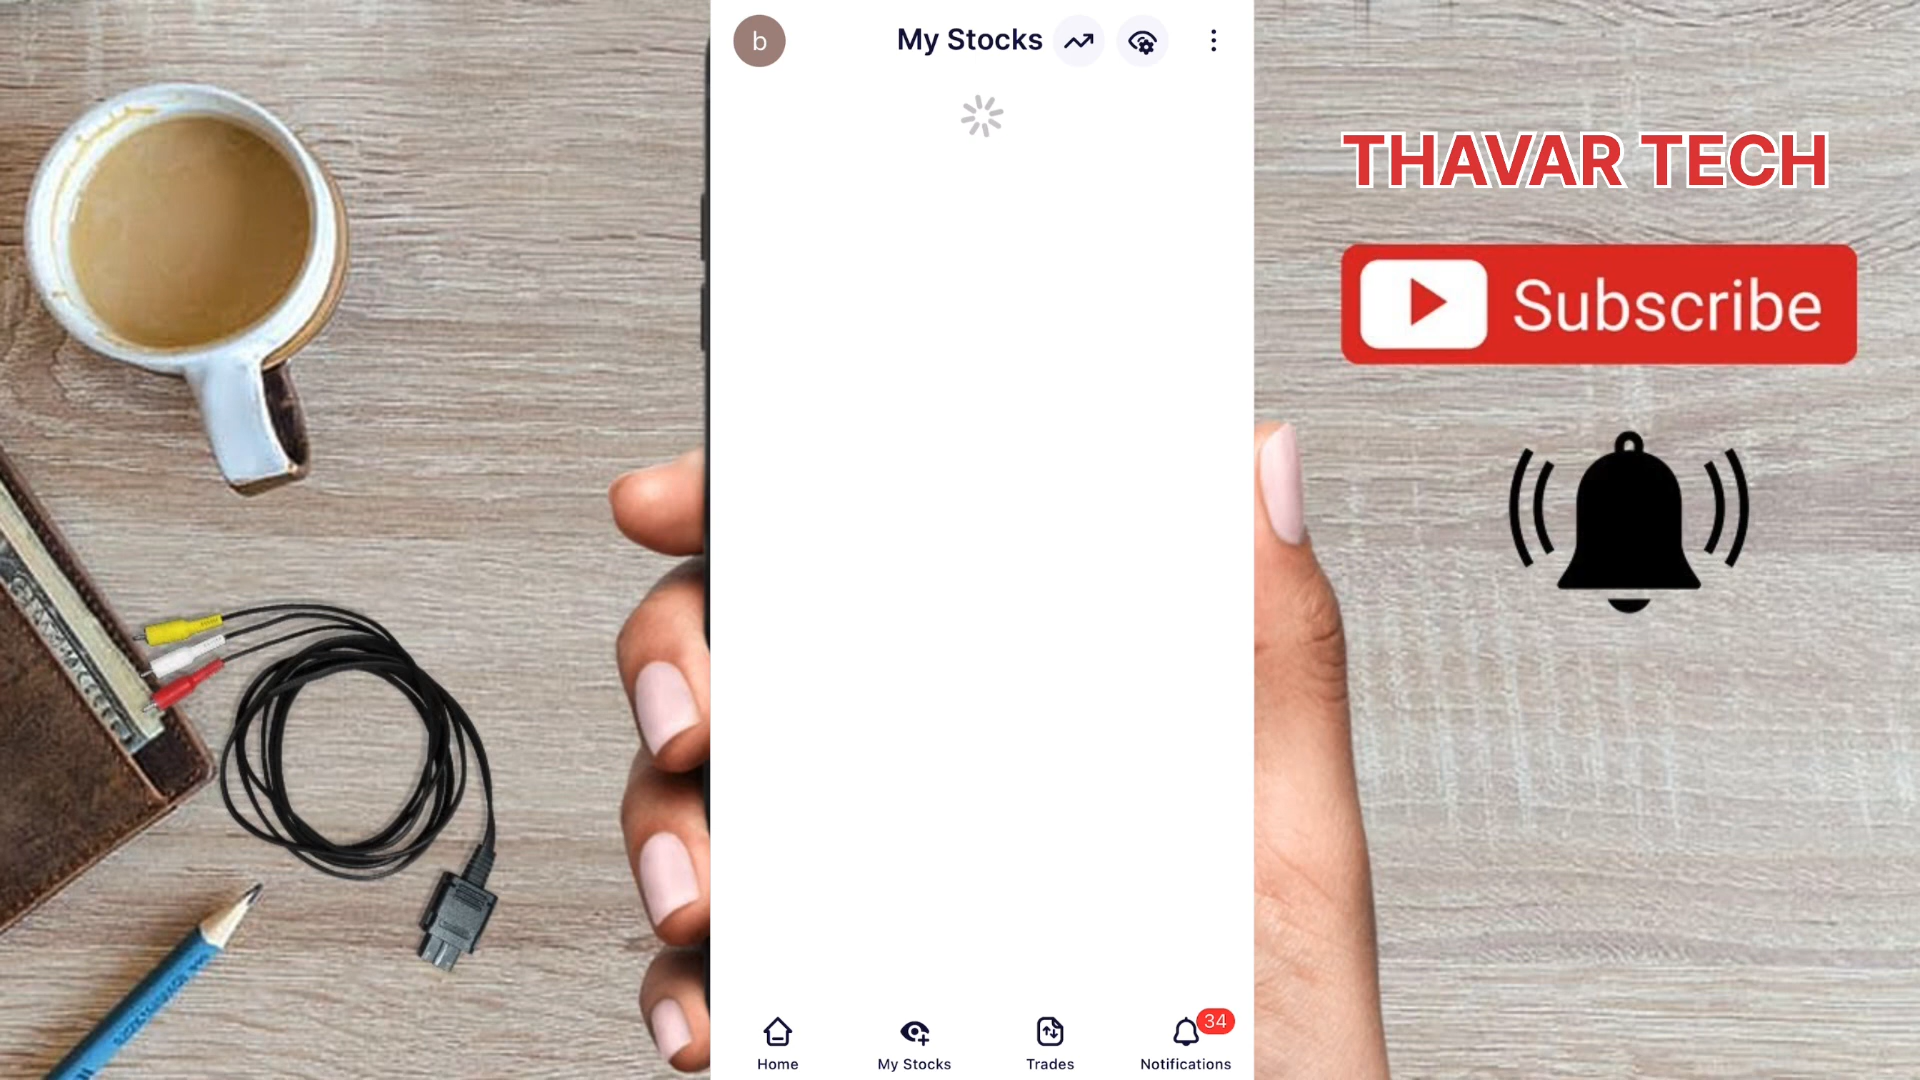 b
My Stocks
THAVAR TECH
Subscribe
Home
My Stocks
Trades
34
Notifications